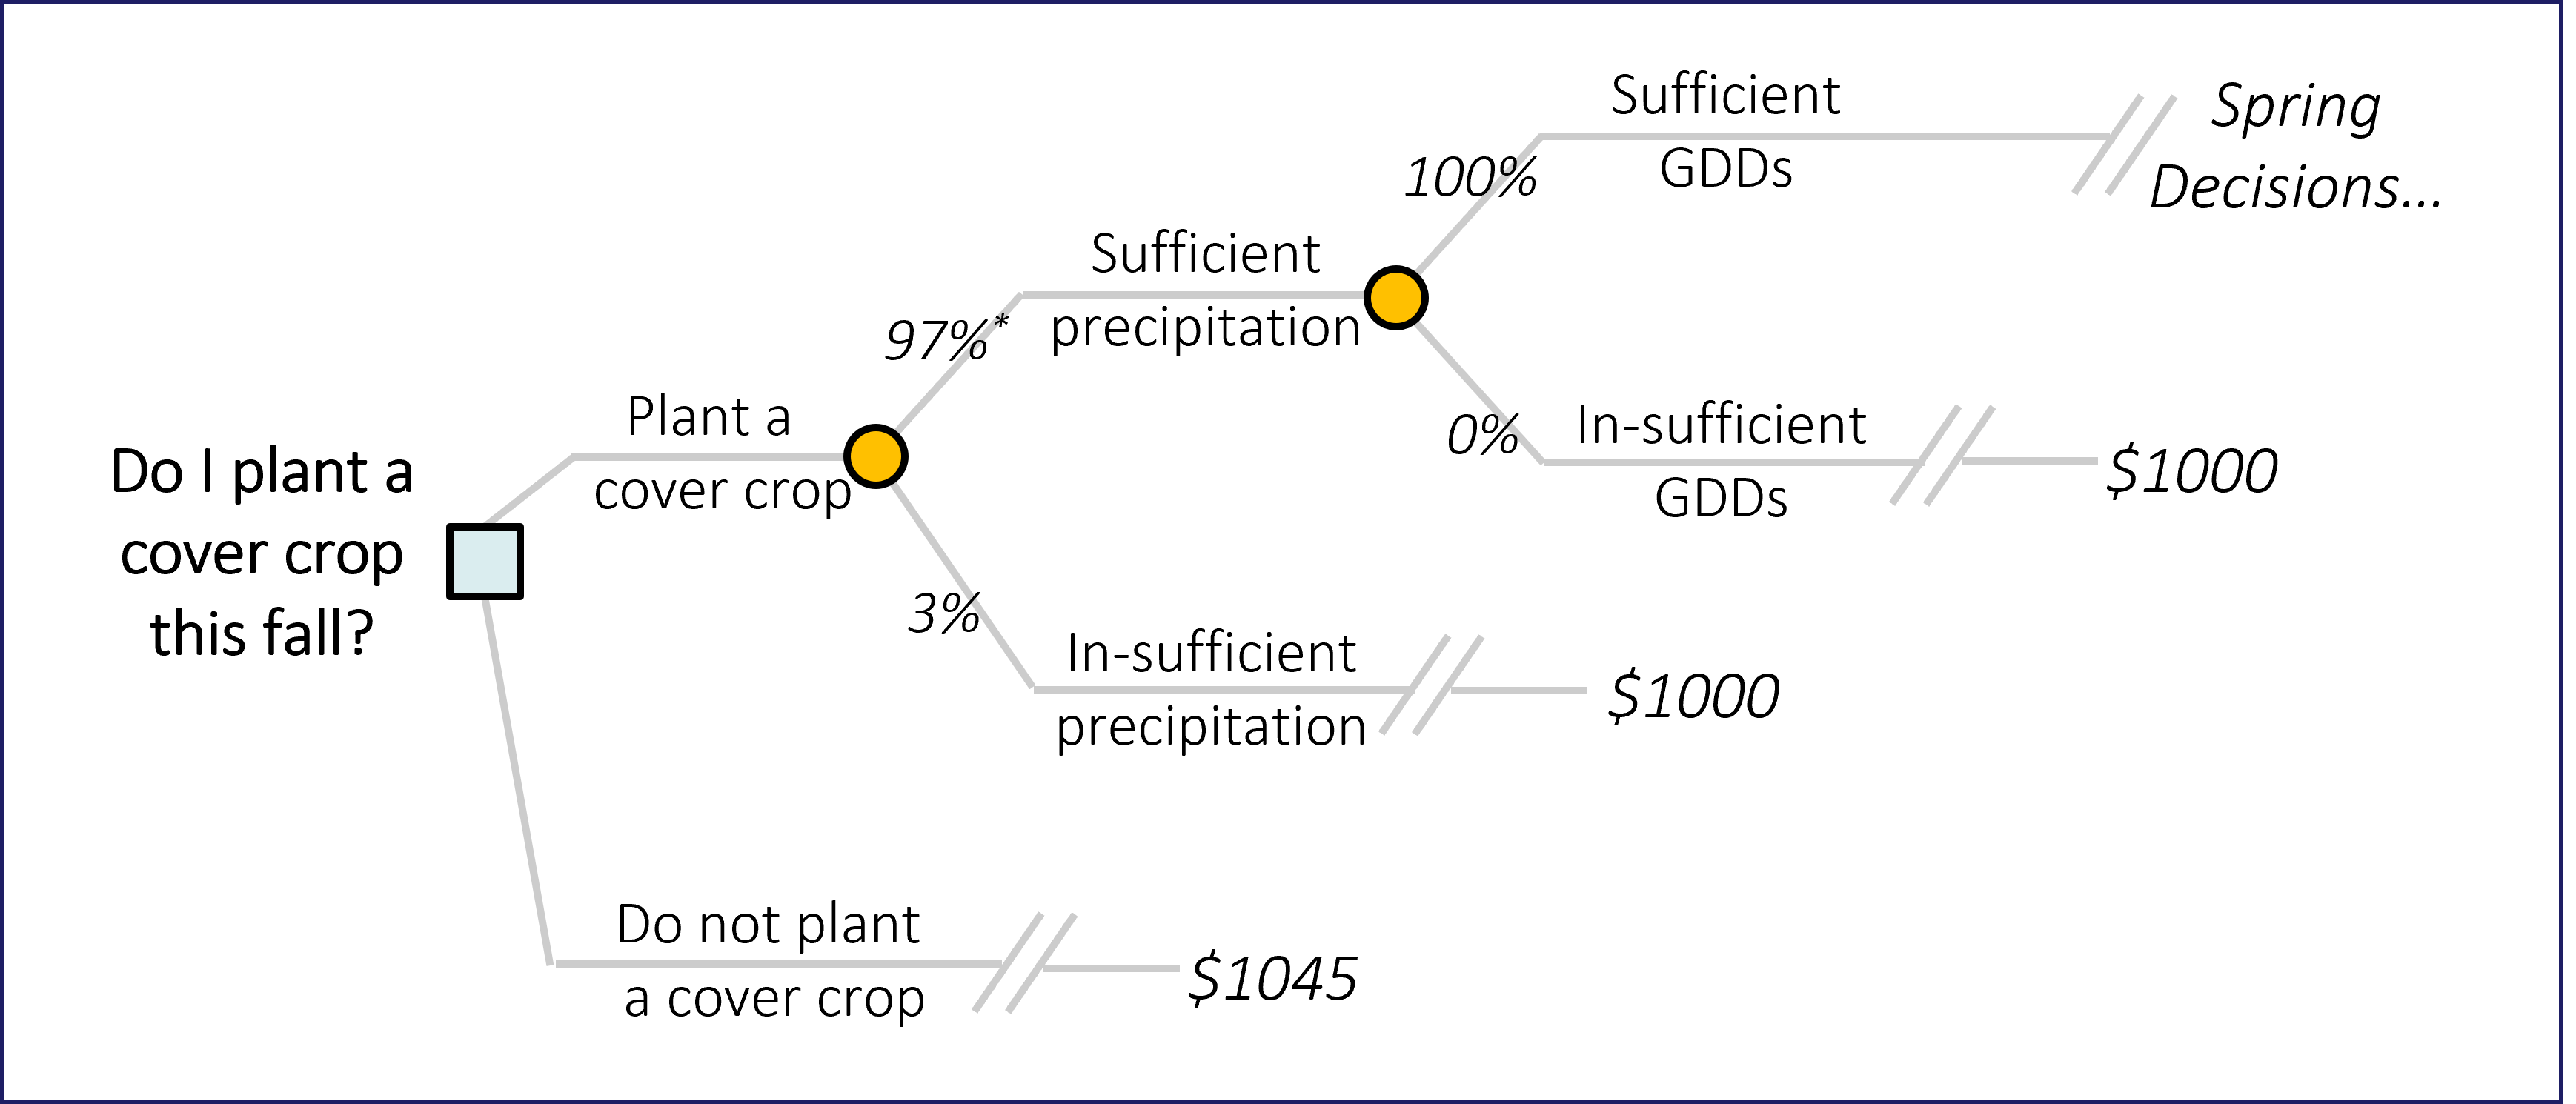 Do I plant a
cover crop
this fall?
Plant a
cover crop
97%*
Sufficient
precipitation
100%
Sufficient
GDDs
Spring
Decisions...
0%
In-sufficient
GDDs
$1000
3%
In-sufficient
precipitation
$1000
Do not plant
a cover crop
$1045